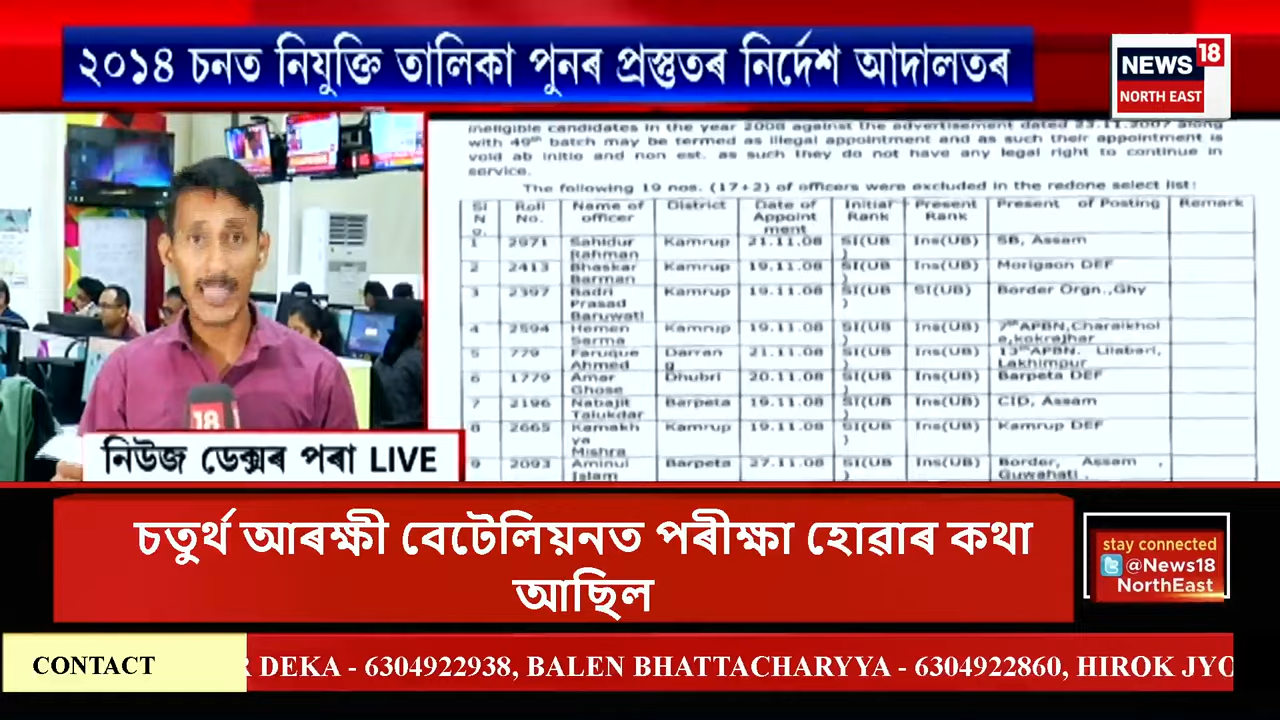 ২০১৪ চনত নিযুক্তি তালিকা পুনৰ প্ৰস্তুতৰ নিৰ্দেশ আদালতৰ
NEWS 18
NORTH EAST
ineligible candidates in the year 2008 against the advertisement dated 23.11.2007 along
with 49th batch may be termed as illegal appointment and as such their appointment is
void ab initio and non est. as such they do not have any legal right to continue in
service.
The following 19 nos. (17+2) of officers were excluded in the redone select list:
Sl No. Roll No. Name of officer District Date of Appointment Initial Rank Present Rank Present of Posting Remark
1 2971 Sahidur Rahman Kamrup 21.11.08 SI(UB) Ins(UB) SB, Assam
2 2413 Bhaskar Barman Kamrup 19.11.08 SI(UB) Ins(UB) Morigaon DEF
3 2397 Badri Prasad Baruwati Kamrup 19.11.08 SI(UB) SI(UB) Border Orgn.,Ghy
4 2594 Hemen Sarma Kamrup 19.11.08 SI(UB) Ins(UB) 7th APBN,Charaikhole,kokrajhar
5 779 Faruque Ahmed Darrang 21.11.08 SI(UB) Ins(UB) 13th APBN. Lilabari, Lakhimpur
6 1779 Amar Ghose Dhubri 20.11.08 SI(UB) Ins(UB) Barpeta DEF
7 2196 Nabajit Talukdar Barpeta 19.11.08 SI(UB) Ins(UB) CID, Assam
8 2665 Kamakhya Mishra Kamrup 19.11.08 SI(UB) Ins(UB) Kamrup DEF
9 2093 Aminul Islam Barpeta 27.11.08 SI(UB) Ins(UB) Border, Assam , Guwahati .
18
নিউজ ডেক্সৰ পৰা LIVE
চতুৰ্থ আৰক্ষী বেটেলিয়নত পৰীক্ষা হোৱাৰ কথা
আছিল
stay connected
@News18
NorthEast
CONTACT R DEKA - 6304922938, BALEN BHATTACHARYYA - 6304922860, HIROK JYO